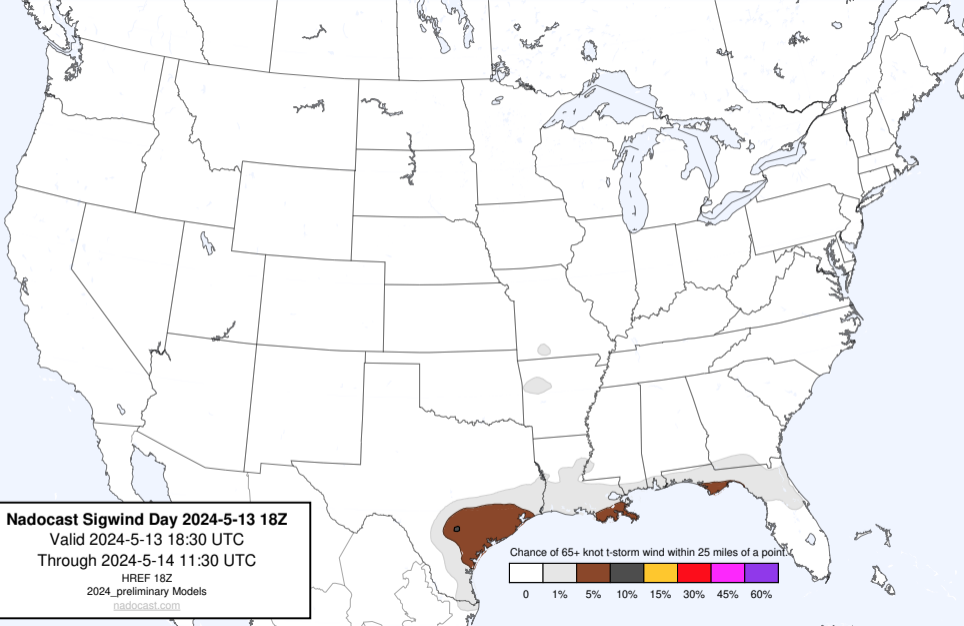 Nadocast Sigwind Day 2024-5-13 18Z
Valid 2024-5-13 18:30 UTC
Through 2024-5-14 11:30 UTC
HREF 18Z
2024_preliminary Models
nadocast.com
Chance of 65+ knot t-storm wind within 25 miles of a point.
0 1% 5% 10% 15% 30% 45% 60%